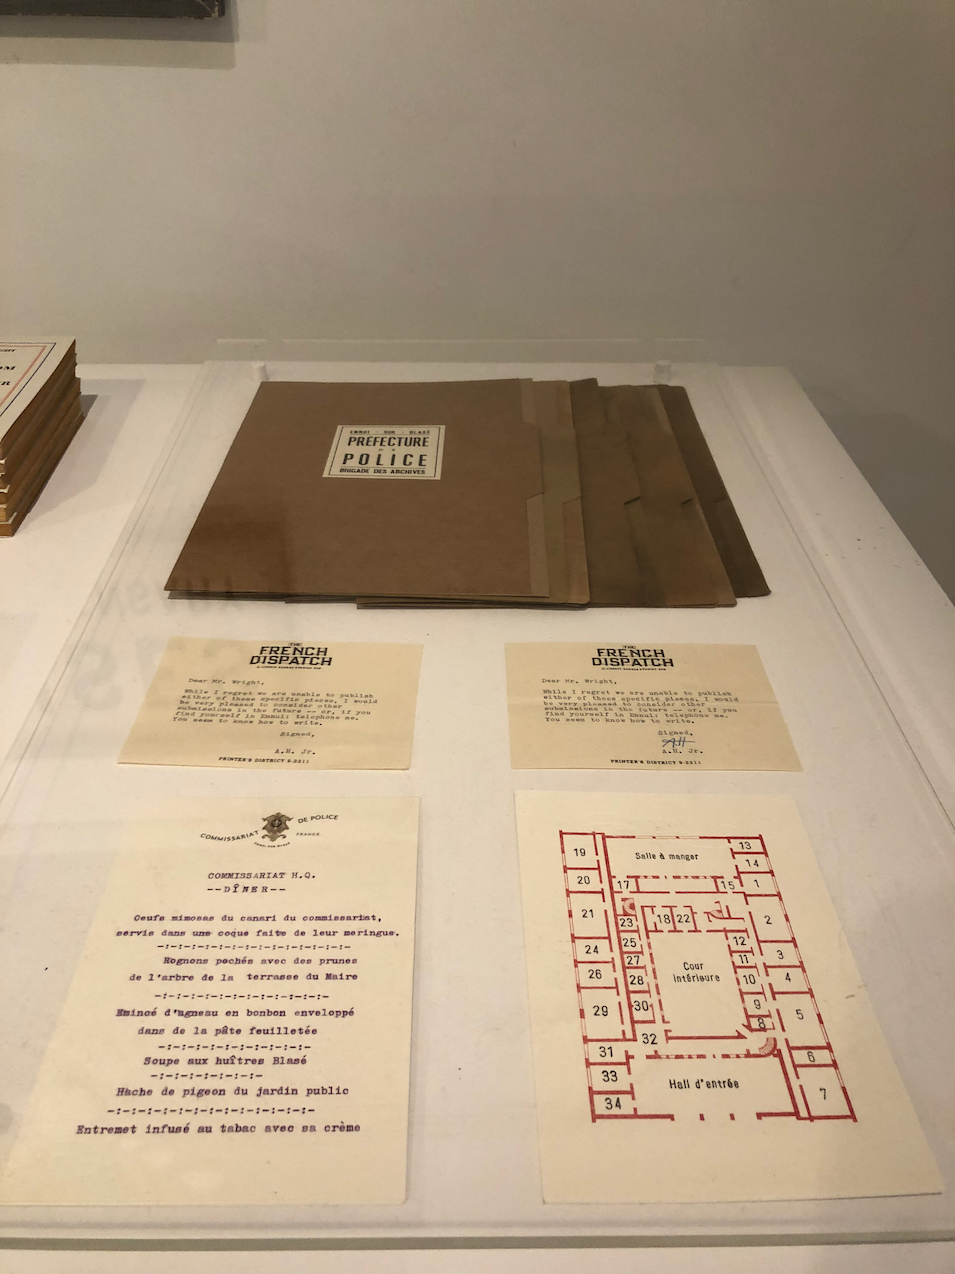 OM
ER
ENNUI · SUR · BLASÉ
PREFECTURE
DE
POLICE
BRIGADE DES ARCHIVES
THE
FRENCH
DISPATCH
Dear Mr. Wright,
While I regret we are unable to publish
either of these specific pieces, I would
be very pleased to consider other
submissions in the future -- or, if you
find yourself in Ennui: telephone me.
You seem to know how to write.
Signed,
A.H. Jr.
PRINTER'S DISTRICT 9-2211
THE
FRENCH
DISPATCH
Dear Mr. Wright,
While I regret we are unable to publish
either of these specific pieces, I would
be very pleased to consider other
submissions in the future -- or, if you
find yourself in Ennui: telephone me.
You seem to know how to write.
Signed,
AH
A.H. Jr.
PRINTER'S DISTRICT 9-2211
COMMISSARIAT DE POLICE
FRANCE
ENNUI-SUR-BLASÉ
COMMISSARIAT H.Q.
--DÎNER--
Oeufs mimosas du canari du commissariat,
servis dans une coque faite de leur meringue.
-:-:-:-:-:-:-:-:-:-:-:-
Rognons pochés avec des prunes
de l'arbre de la terrasse du Maire
-:-:-:-:-:-:-:-:-:-:-
Emincé d'agneau en bonbon enveloppé
dans de la pâte feuilletée
-:-:-:-:-:-:-:-:-:-
Soupe aux huîtres Blasé
-:-:-:-:-:-:-
Hache de pigeon du jardin public
-:-:-:-:-:-:-:-:-:-:-:-:-
Entremet infusé au tabac avec sa crème
19 Salle à manger 13
14
20 17 15 1
21 23 18 22 2
25 12
24 27 11 3
26 28 Cour 10 4
intérieure
29 30 9 5
8
31 32 6
33 Hall d'entrée 7
34